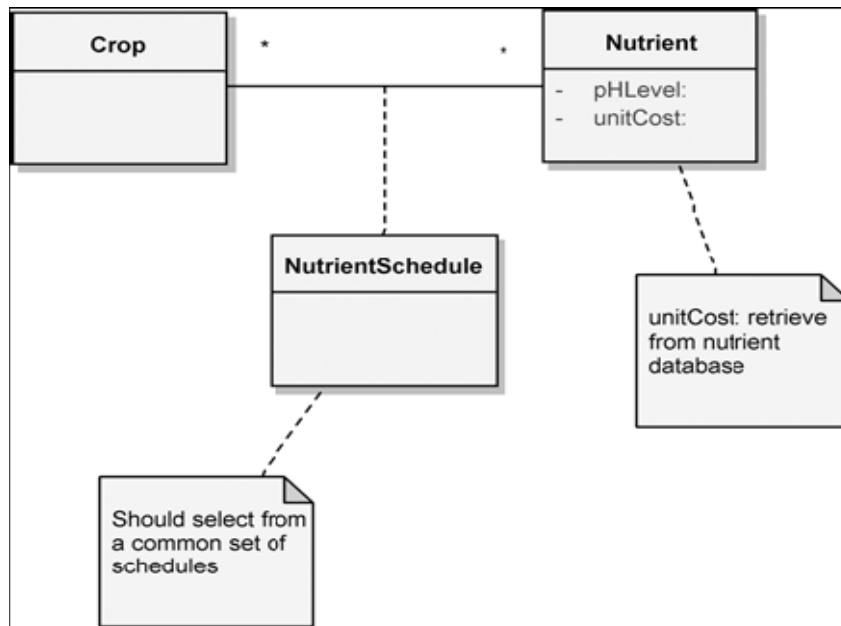 Crop
*
*
Nutrient
- pHLevel:
- unitCost:
NutrientSchedule
unitCost: retrieve
from nutrient
database
Should select from
a common set of
schedules